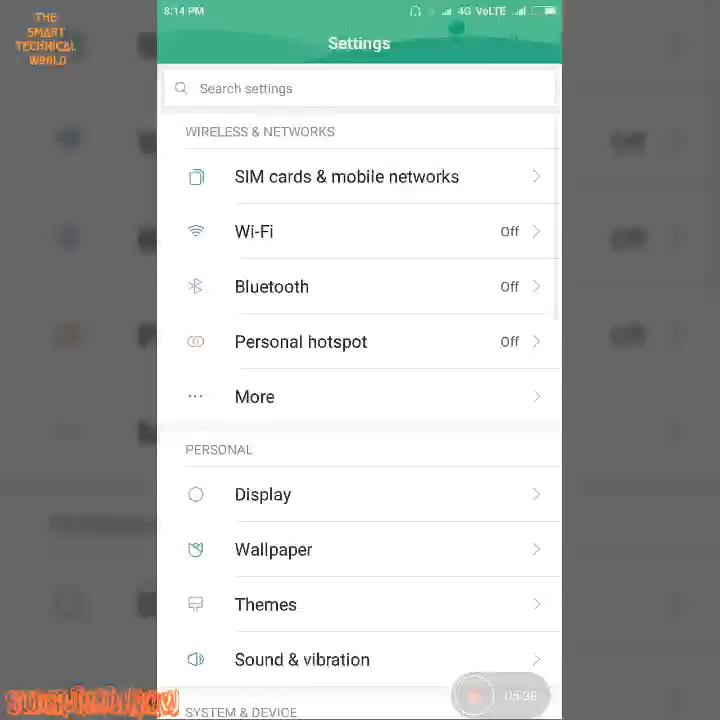 THE
SMART
TECHNICAL
WORLD
8:14 PM
4G VoLTE
Settings
Search settings
WIRELESS & NETWORKS
SIM cards & mobile networks
Wi-Fi Off
Bluetooth Off
Personal hotspot Off
More
PERSONAL
Display
Wallpaper
Themes
Sound & vibration
05:28
SYSTEM & DEVICE